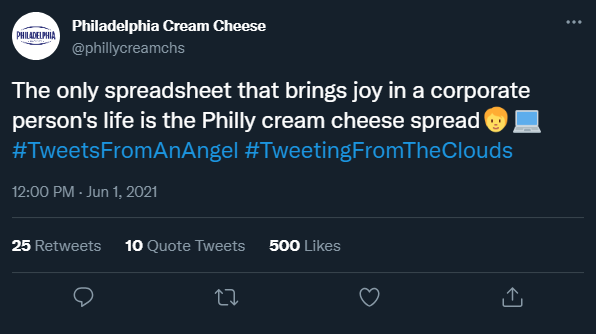 PHILADELPHIA
Philadelphia Cream Cheese
@phillycreamchs
The only spreadsheet that brings joy in a corporate
person's life is the Philly cream cheese spread🧑💻
#TweetsFromAnAngel #TweetingFromTheClouds
12:00 PM · Jun 1, 2021
25 Retweets 10 Quote Tweets 500 Likes